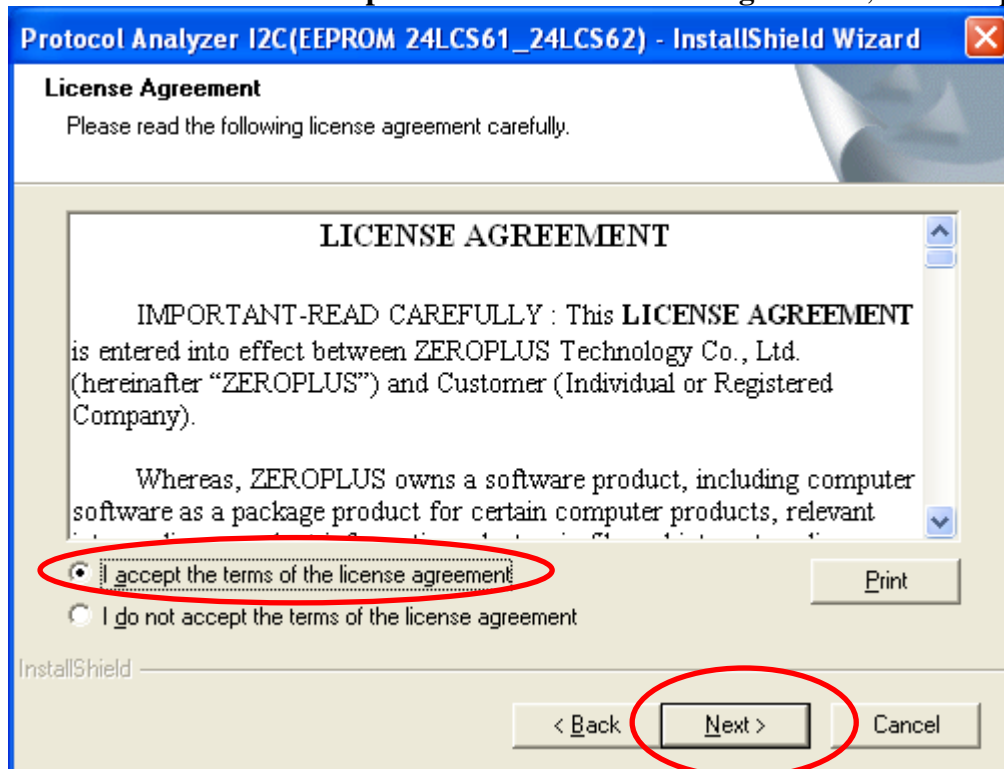 Protocol Analyzer I2C(EEPROM 24LCS61_24LCS62) - InstallShield Wizard
License Agreement
Please read the following license agreement carefully.
LICENSE AGREEMENT
IMPORTANT-READ CAREFULLY : This LICENSE AGREEMENT
is entered into effect between ZEROPLUS Technology Co., Ltd.
(hereinafter “ZEROPLUS”) and Customer (Individual or Registered
Company).
Whereas, ZEROPLUS owns a software product, including computer
software as a package product for certain computer products, relevant
I accept the terms of the license agreement
Print
I do not accept the terms of the license agreement
InstallShield
< Back
Next >
Cancel